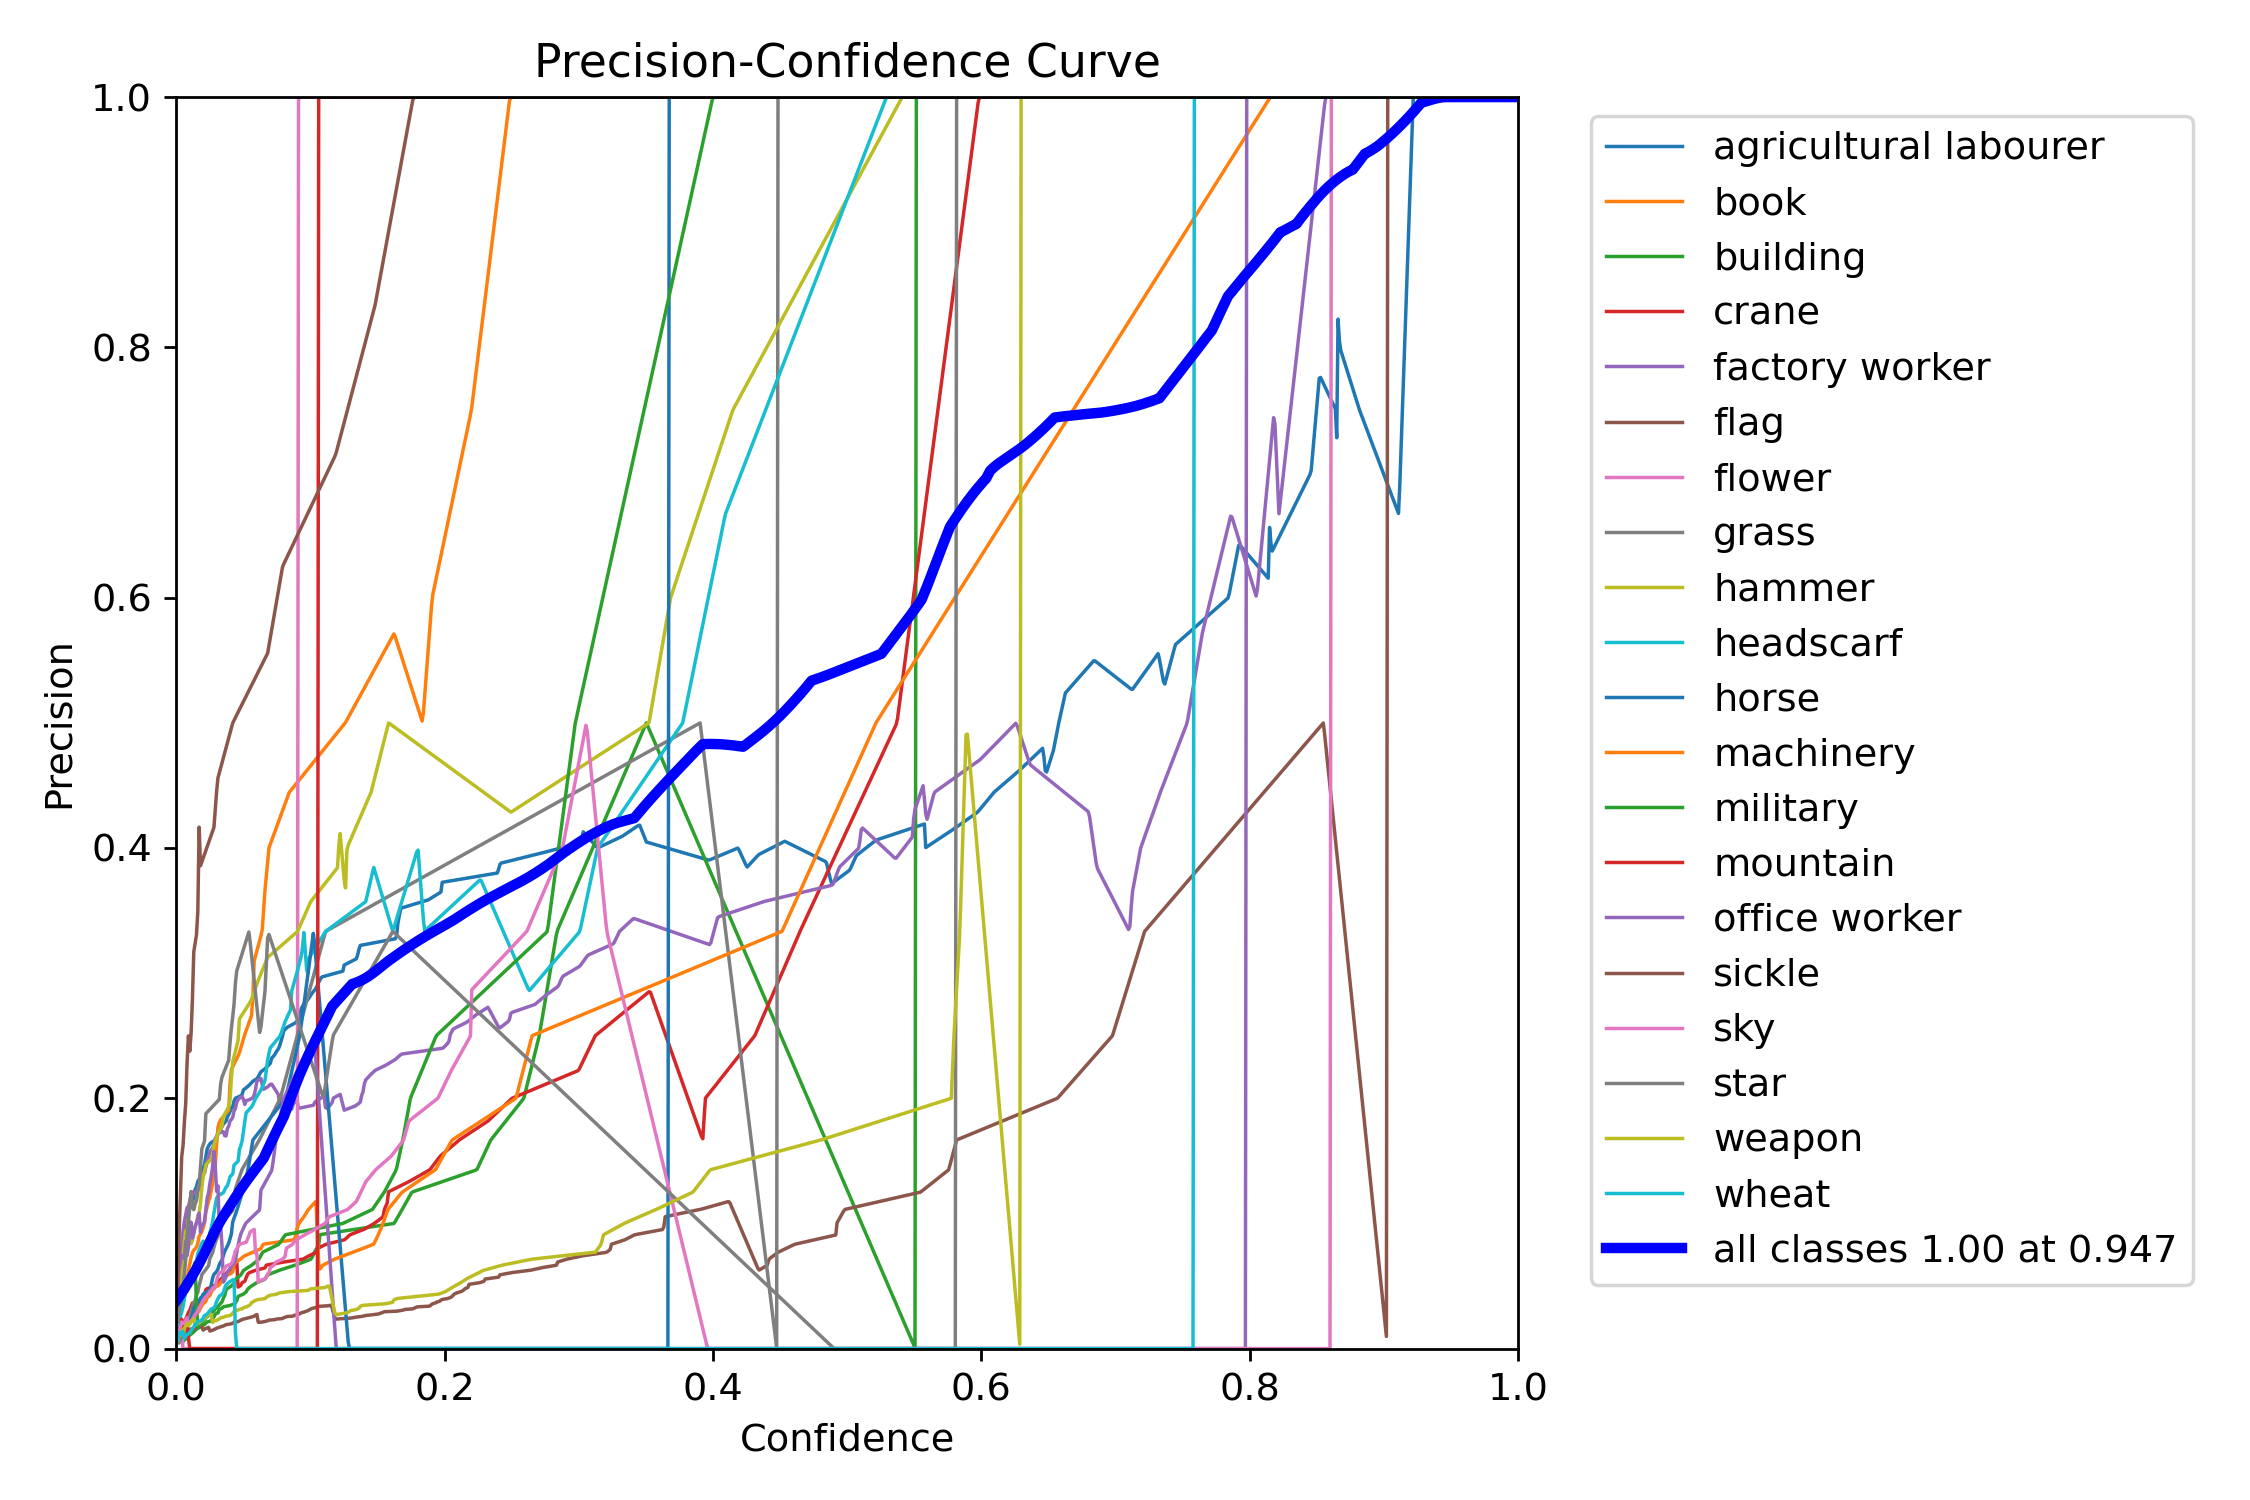 Precision-Confidence Curve
1.0
0.8
0.6
0.4
0.2
0.0
Precision
0.0 0.2 0.4 0.6 0.8 1.0
Confidence
agricultural labourer
book
building
crane
factory worker
flag
flower
grass
hammer
headscarf
horse
machinery
military
mountain
office worker
sickle
sky
star
weapon
wheat
all classes 1.00 at 0.947